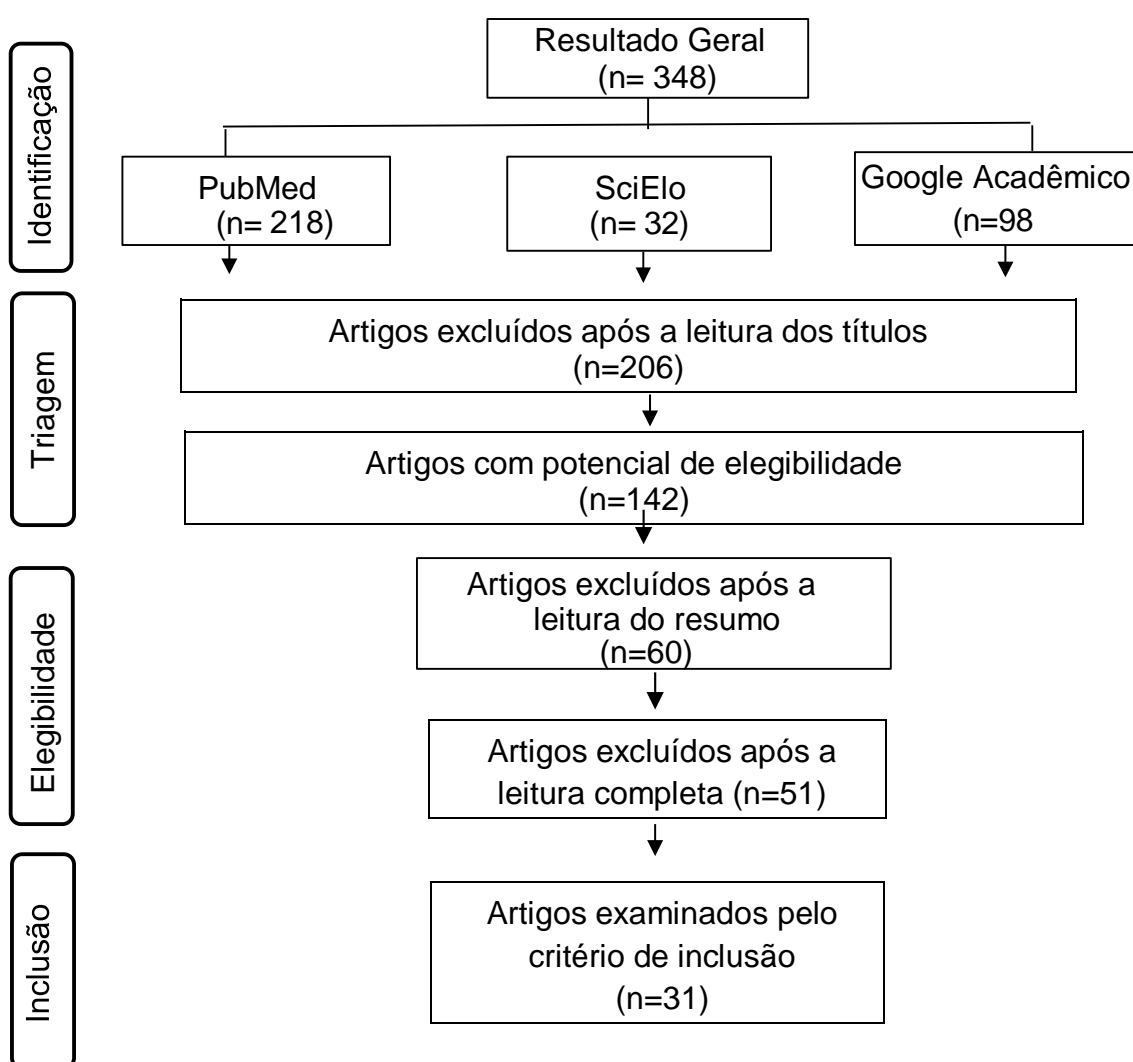 Identificação
Resultado Geral
(n= 348)
PubMed
(n= 218)
SciElo
(n= 32)
Google Acadêmico
(n=98
Triagem
Artigos excluídos após a leitura dos títulos
(n=206)
Artigos com potencial de elegibilidade
(n=142)
Elegibilidade
Artigos excluídos após a
leitura do resumo
(n=60)
Artigos excluídos após a
leitura completa (n=51)
Inclusão
Artigos examinados pelo
critério de inclusão
(n=31)